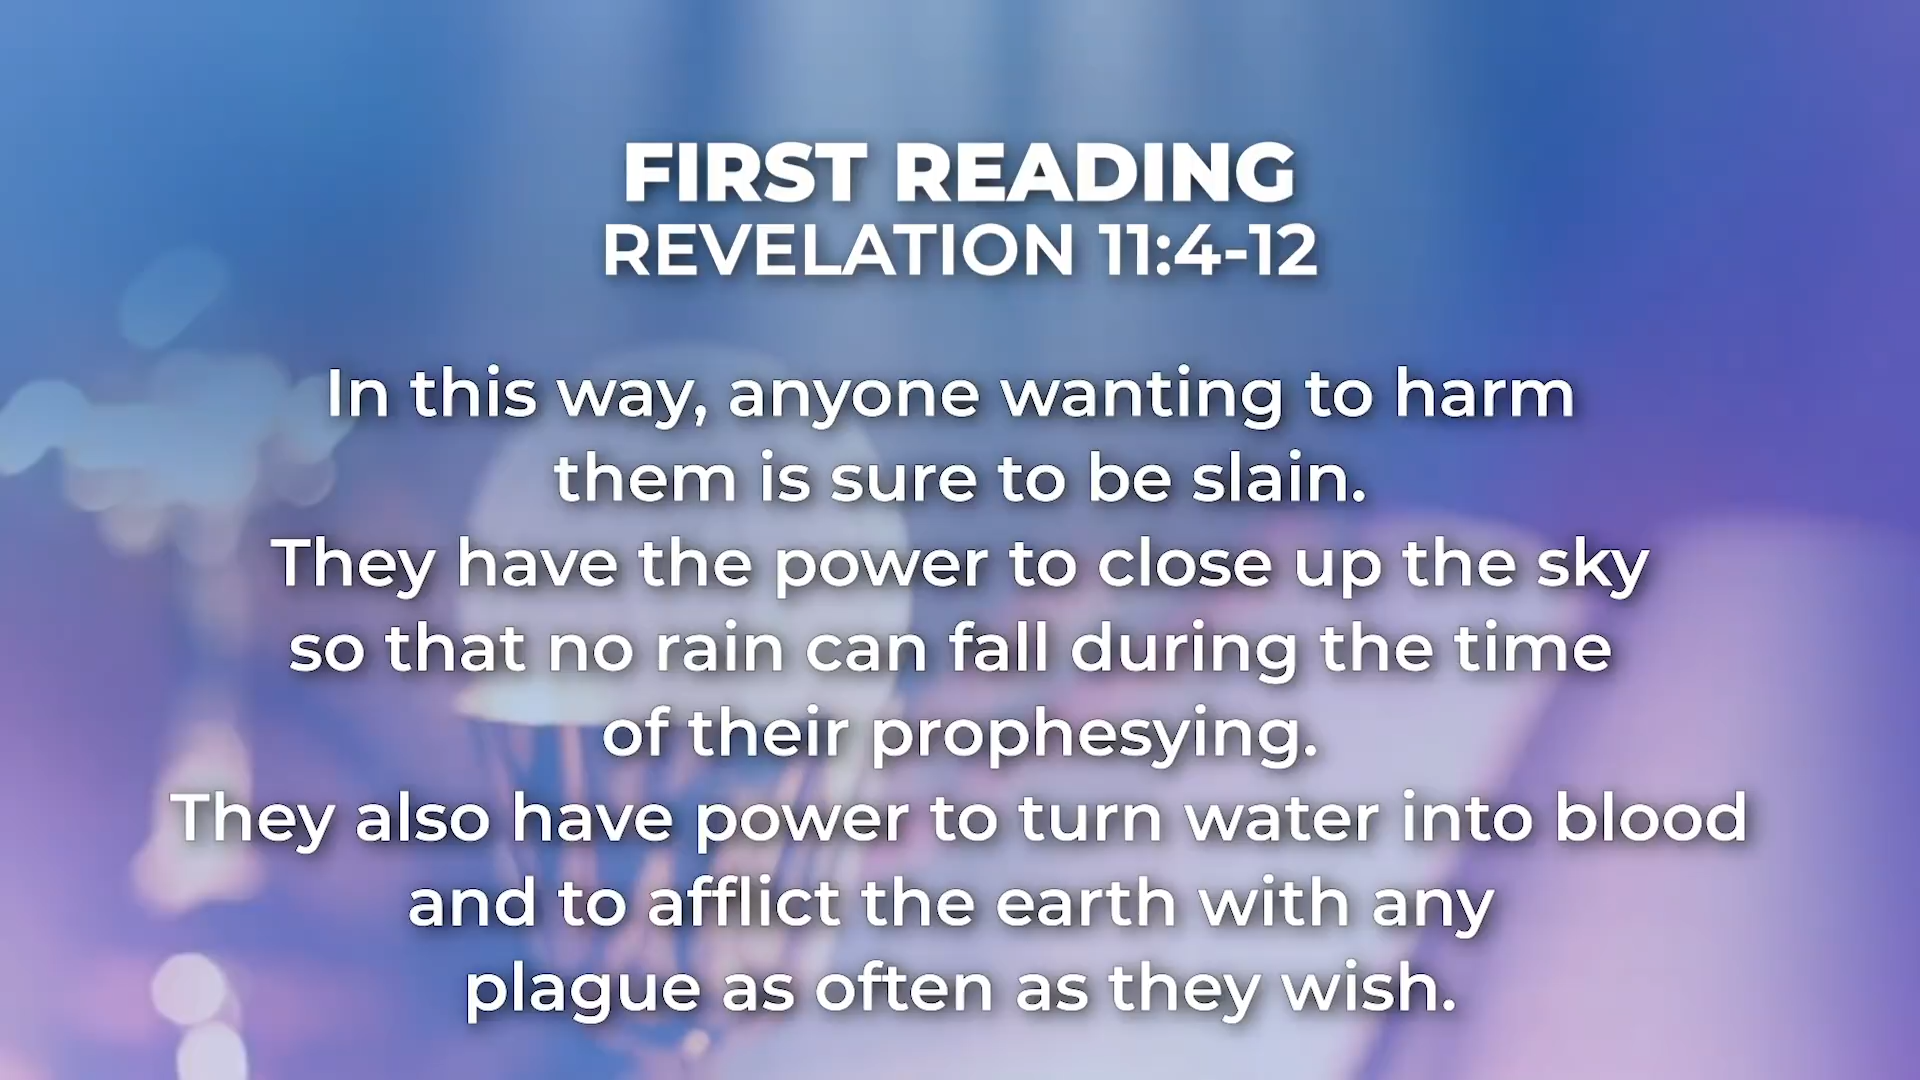 FIRST READING
REVELATION 11:4-12
In this way, anyone wanting to harm
them is sure to be slain.
They have the power to close up the sky
so that no rain can fall during the time
of their prophesying.
They also have power to turn water into blood
and to afflict the earth with any
plague as often as they wish.